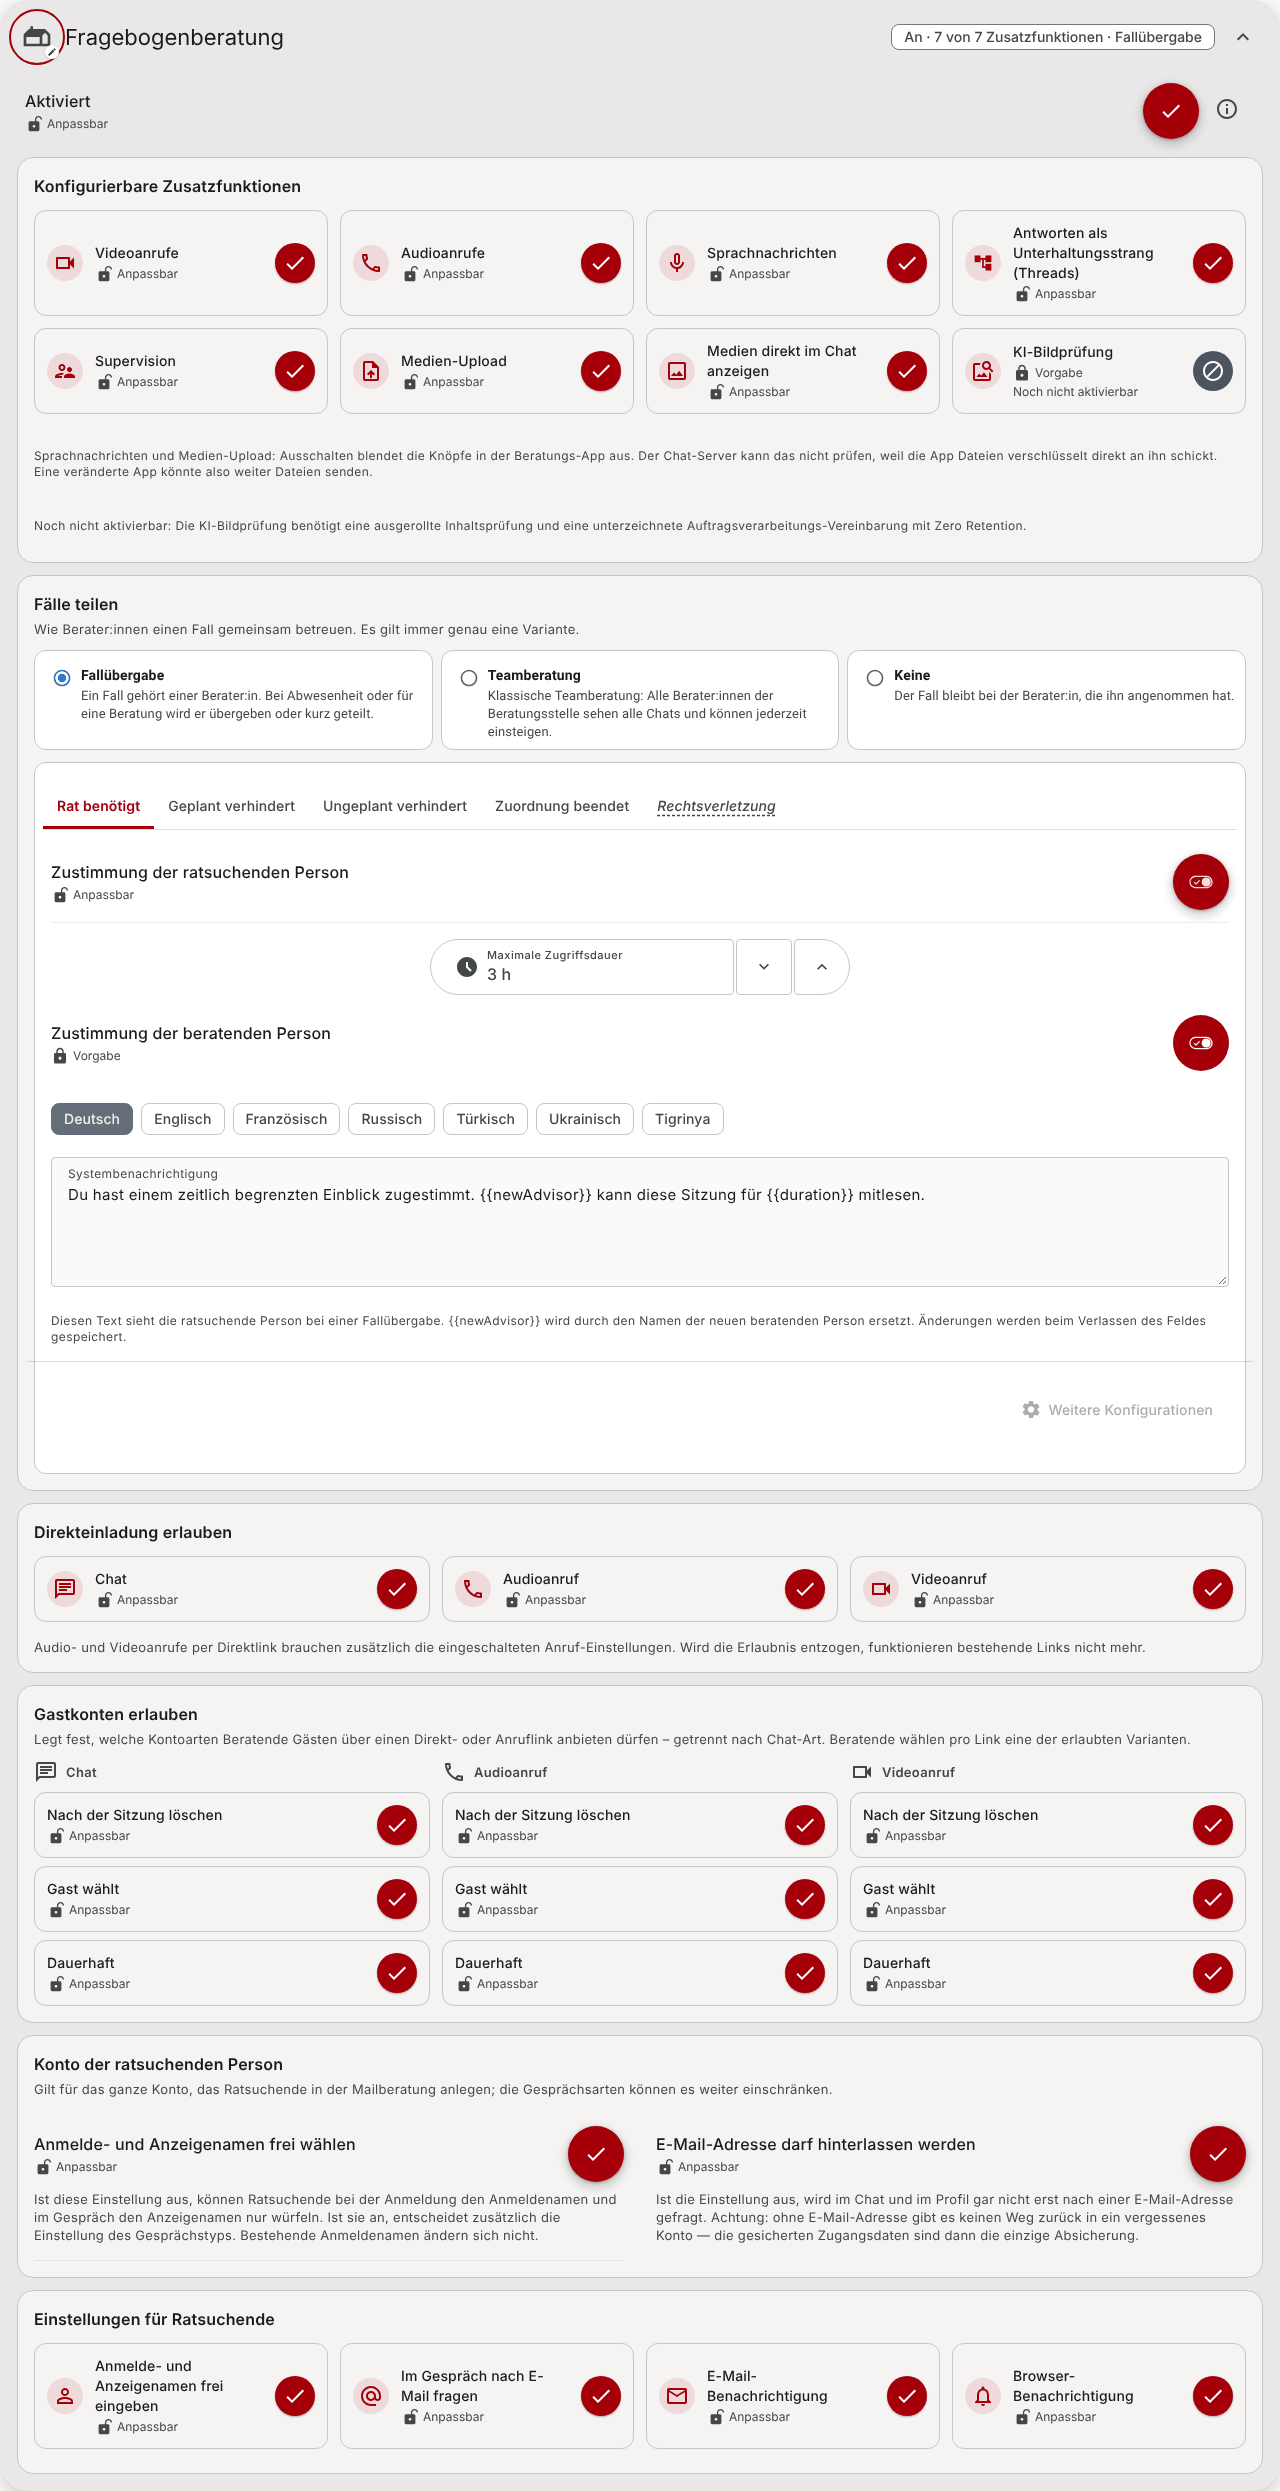 Fragebogenberatung
An · 7 von 7 Zusatzfunktionen · Fallübergabe
Aktiviert
Anpassbar
Konfigurierbare Zusatzfunktionen
Videoanrufe
Anpassbar
Audioanrufe
Anpassbar
Sprachnachrichten
Anpassbar
Antworten als
Unterhaltungsstrang
(Threads)
Anpassbar
Supervision
Anpassbar
Medien-Upload
Anpassbar
Medien direkt im Chat
anzeigen
Anpassbar
KI-Bildprüfung
Vorgabe
Noch nicht aktivierbar
Sprachnachrichten und Medien-Upload: Ausschalten blendet die Knöpfe in der Beratungs-App aus. Der Chat-Server kann das nicht prüfen, weil die App Dateien verschlüsselt direkt an ihn schickt.
Eine veränderte App könnte also weiter Dateien senden.
Noch nicht aktivierbar: Die KI-Bildprüfung benötigt eine ausgerollte Inhaltsprüfung und eine unterzeichnete Auftragsverarbeitungs-Vereinbarung mit Zero Retention.
Fälle teilen
Wie Berater:innen einen Fall gemeinsam betreuen. Es gilt immer genau eine Variante.
Fallübergabe
Ein Fall gehört einer Berater:in. Bei Abwesenheit oder für
eine Beratung wird er übergeben oder kurz geteilt.
Teamberatung
Klassische Teamberatung: Alle Berater:innen der
Beratungsstelle sehen alle Chats und können jederzeit
einsteigen.
Keine
Der Fall bleibt bei der Berater:in, die ihn angenommen hat.
Rat benötigt
Geplant verhindert
Ungeplant verhindert
Zuordnung beendet
Rechtsverletzung
Zustimmung der ratsuchenden Person
Anpassbar
Maximale Zugriffsdauer
3 h
Zustimmung der beratenden Person
Vorgabe
Deutsch
Englisch
Französisch
Russisch
Türkisch
Ukrainisch
Tigrinya
Systembenachrichtigung
Du hast einem zeitlich begrenzten Einblick zugestimmt. {{newAdvisor}} kann diese Sitzung für {{duration}} mitlesen.
Diesen Text sieht die ratsuchende Person bei einer Fallübergabe. {{newAdvisor}} wird durch den Namen der neuen beratenden Person ersetzt. Änderungen werden beim Verlassen des Feldes
gespeichert.
Weitere Konfigurationen
Direkteinladung erlauben
Chat
Anpassbar
Audioanruf
Anpassbar
Videoanruf
Anpassbar
Audio- und Videoanrufe per Direktlink brauchen zusätzlich die eingeschalteten Anruf-Einstellungen. Wird die Erlaubnis entzogen, funktionieren bestehende Links nicht mehr.
Gastkonten erlauben
Legt fest, welche Kontoarten Beratende Gästen über einen Direkt- oder Anruflink anbieten dürfen – getrennt nach Chat-Art. Beratende wählen pro Link eine der erlaubten Varianten.
Chat
Audioanruf
Videoanruf
Nach der Sitzung löschen
Anpassbar
Nach der Sitzung löschen
Anpassbar
Nach der Sitzung löschen
Anpassbar
Gast wählt
Anpassbar
Gast wählt
Anpassbar
Gast wählt
Anpassbar
Dauerhaft
Anpassbar
Dauerhaft
Anpassbar
Dauerhaft
Anpassbar
Konto der ratsuchenden Person
Gilt für das ganze Konto, das Ratsuchende in der Mailberatung anlegen; die Gesprächsarten können es weiter einschränken.
Anmelde- und Anzeigenamen frei wählen
Anpassbar
Ist diese Einstellung aus, können Ratsuchende bei der Anmeldung den Anmeldenamen und
im Gespräch den Anzeigenamen nur würfeln. Ist sie an, entscheidet zusätzlich die
Einstellung des Gesprächstyps. Bestehende Anmeldenamen ändern sich nicht.
E-Mail-Adresse darf hinterlassen werden
Anpassbar
Ist die Einstellung aus, wird im Chat und im Profil gar nicht erst nach einer E-Mail-Adresse
gefragt. Achtung: ohne E-Mail-Adresse gibt es keinen Weg zurück in ein vergessenes
Konto — die gesicherten Zugangsdaten sind dann die einzige Absicherung.
Einstellungen für Ratsuchende
Anmelde- und
Anzeigenamen frei
eingeben
Anpassbar
Im Gespräch nach E-
Mail fragen
Anpassbar
E-Mail-
Benachrichtigung
Anpassbar
Browser-
Benachrichtigung
Anpassbar